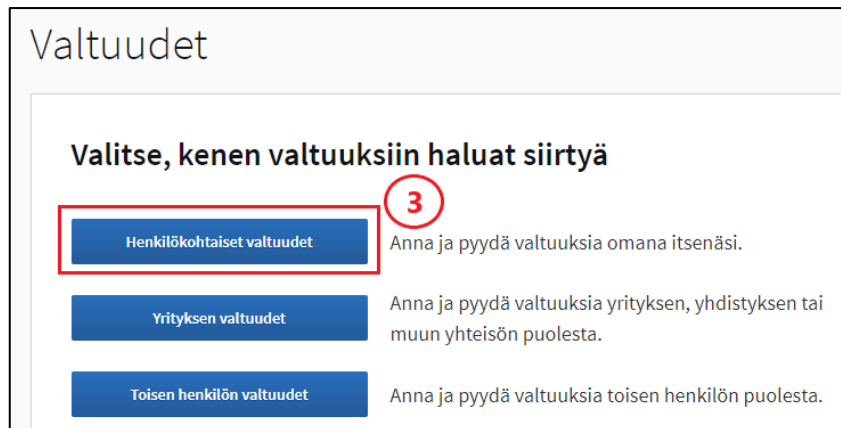 Valtuudet
Valitse, kenen valtuuksiin haluat siirtyä
3
Henkilökohtaiset valtuudet
Anna ja pyydä valtuuksia omana itsenäsi.
Yrityksen valtuudet
Anna ja pyydä valtuuksia yrityksen, yhdistyksen tai
muun yhteisön puolesta.
Toisen henkilön valtuudet
Anna ja pyydä valtuuksia toisen henkilön puolesta.